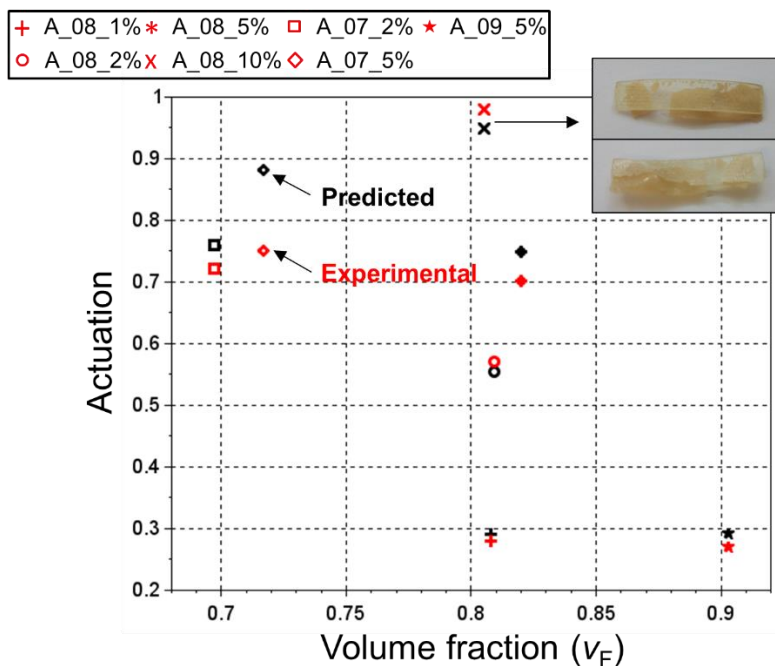 + A_08_1% * A_08_5% □ A_07_2% ★ A_09_5%
○ A_08_2% × A_08_10% ◇ A_07_5%
1
0.9
0.8
0.7
0.6
0.5
0.4
0.3
0.2
Actuation
Predicted
Experimental
0.7 0.75 0.8 0.85 0.9
Volume fraction (vF)